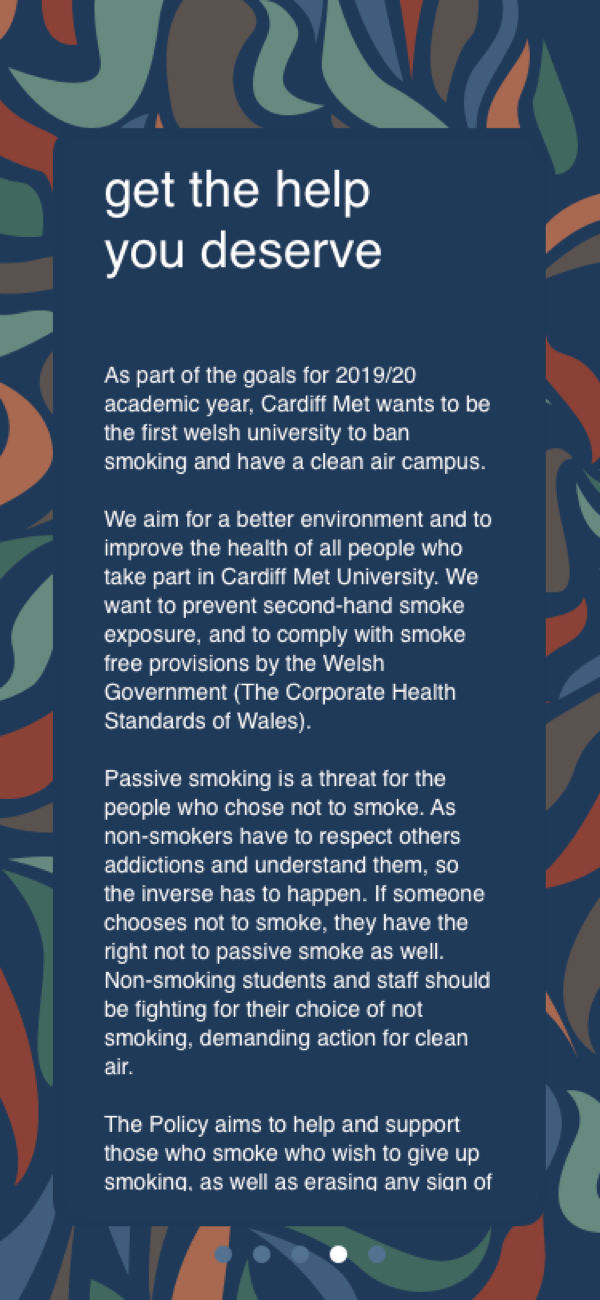 get the help
you deserve
As part of the goals for 2019/20
academic year, Cardiff Met wants to be
the first welsh university to ban
smoking and have a clean air campus.
We aim for a better environment and to
improve the health of all people who
take part in Cardiff Met University. We
want to prevent second-hand smoke
exposure, and to comply with smoke
free provisions by the Welsh
Government (The Corporate Health
Standards of Wales).
Passive smoking is a threat for the
people who chose not to smoke. As
non-smokers have to respect others
addictions and understand them, so
the inverse has to happen. If someone
chooses not to smoke, they have the
right not to passive smoke as well.
Non-smoking students and staff should
be fighting for their choice of not
smoking, demanding action for clean
air.
The Policy aims to help and support
those who smoke who wish to give up
smoking, as well as erasing any sign of